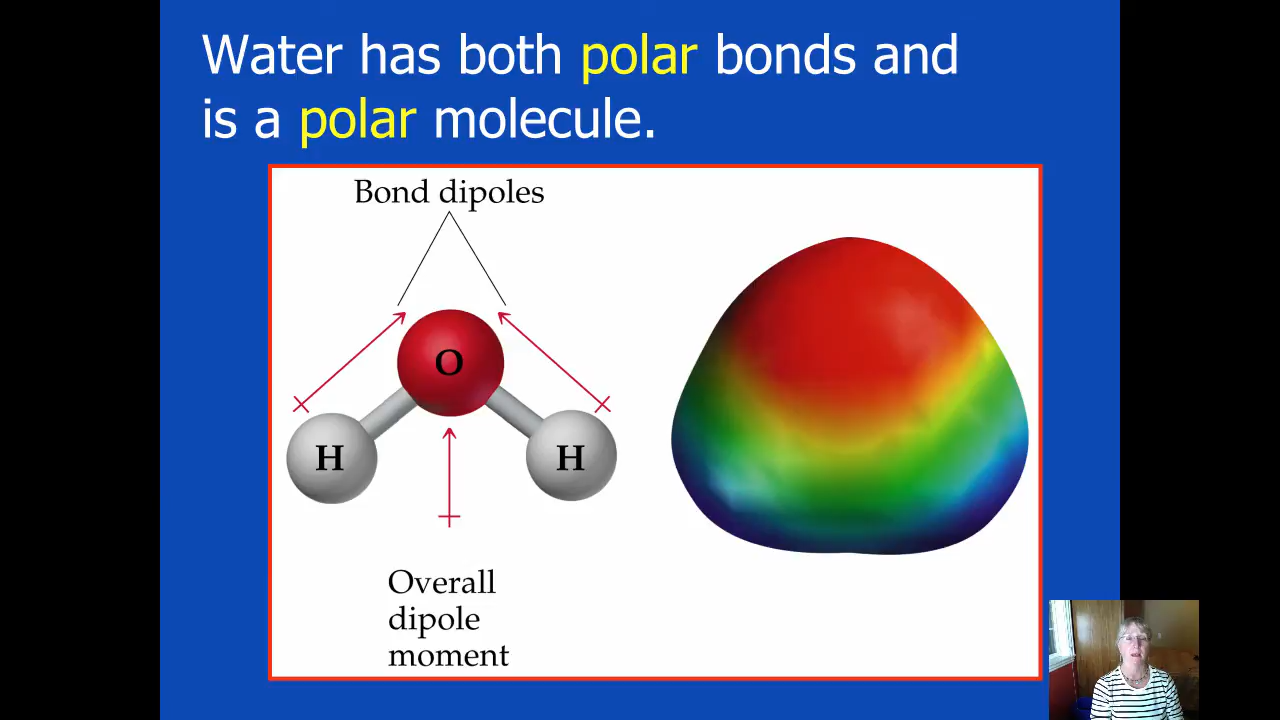 Water has both polar bonds and
is a polar molecule.
Bond dipoles
O
H
H
Overall
dipole
moment